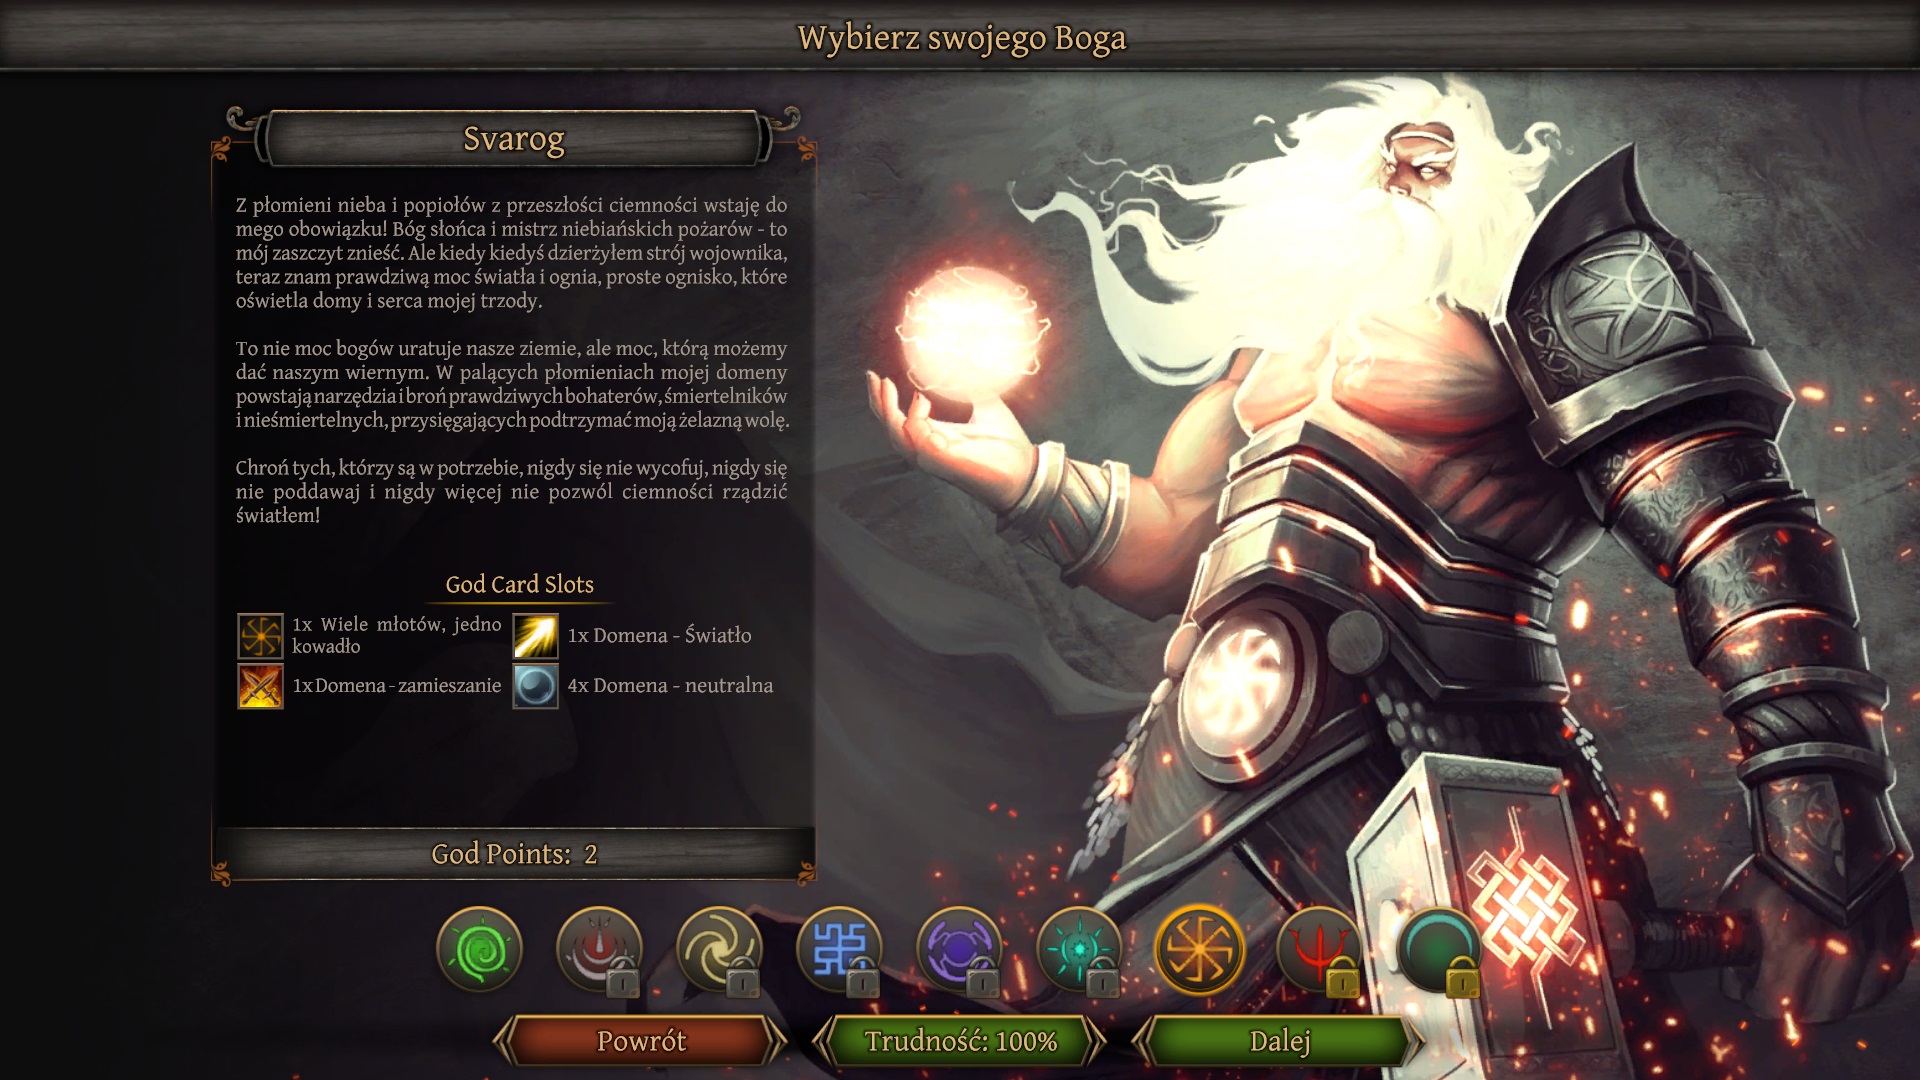 Wybierz swojego Boga
Svarog
Z płomieni nieba i popiołów z przeszłości ciemności wstaję do
mego obowiązku! Bóg słońca i mistrz niebiańskich pożarów - to
mój zaszczyt znieść. Ale kiedy kiedyś dzierżyłem strój wojownika,
teraz znam prawdziwą moc światła i ognia, proste ognisko, które
oświetla domy i serca mojej trzody.
To nie moc bogów uratuje nasze ziemie, ale moc, którą możemy
dać naszym wiernym. W palących płomieniach mojej domeny
powstają narzędzia i broń prawdziwych bohaterów, śmiertelników
i nieśmiertelnych, przysięgających podtrzymać moją żelazną wolę.
Chroń tych, którzy są w potrzebie, nigdy się nie wycofuj, nigdy się
nie poddawaj i nigdy więcej nie pozwól ciemności rządzić
światłem!
God Card Slots
1x Wiele młotów, jedno
kowadło
1x Domena - Światło
1x Domena - zamieszanie
4x Domena - neutralna
God Points: 2
Powrót
Trudność: 100%
Dalej